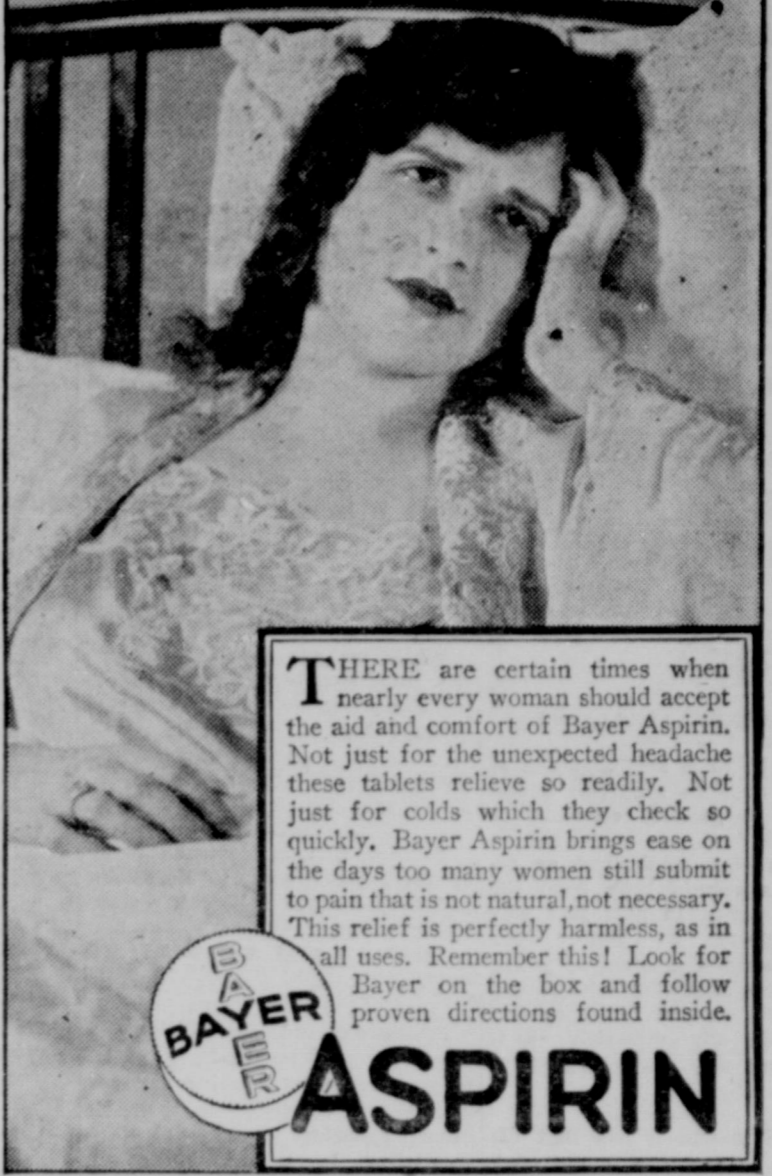 THERE are certain times when
nearly every woman should accept
the aid and comfort of Bayer Aspirin.
Not just for the unexpected headache
these tablets relieve so readily. Not
just for colds which they check so
quickly. Bayer Aspirin brings ease on
the days too many women still submit
to pain that is not natural, not necessary.
This relief is perfectly harmless, as in
all uses. Remember this! Look for
Bayer on the box and follow
proven directions found inside.
BAYER
BAYER
ASPIRIN